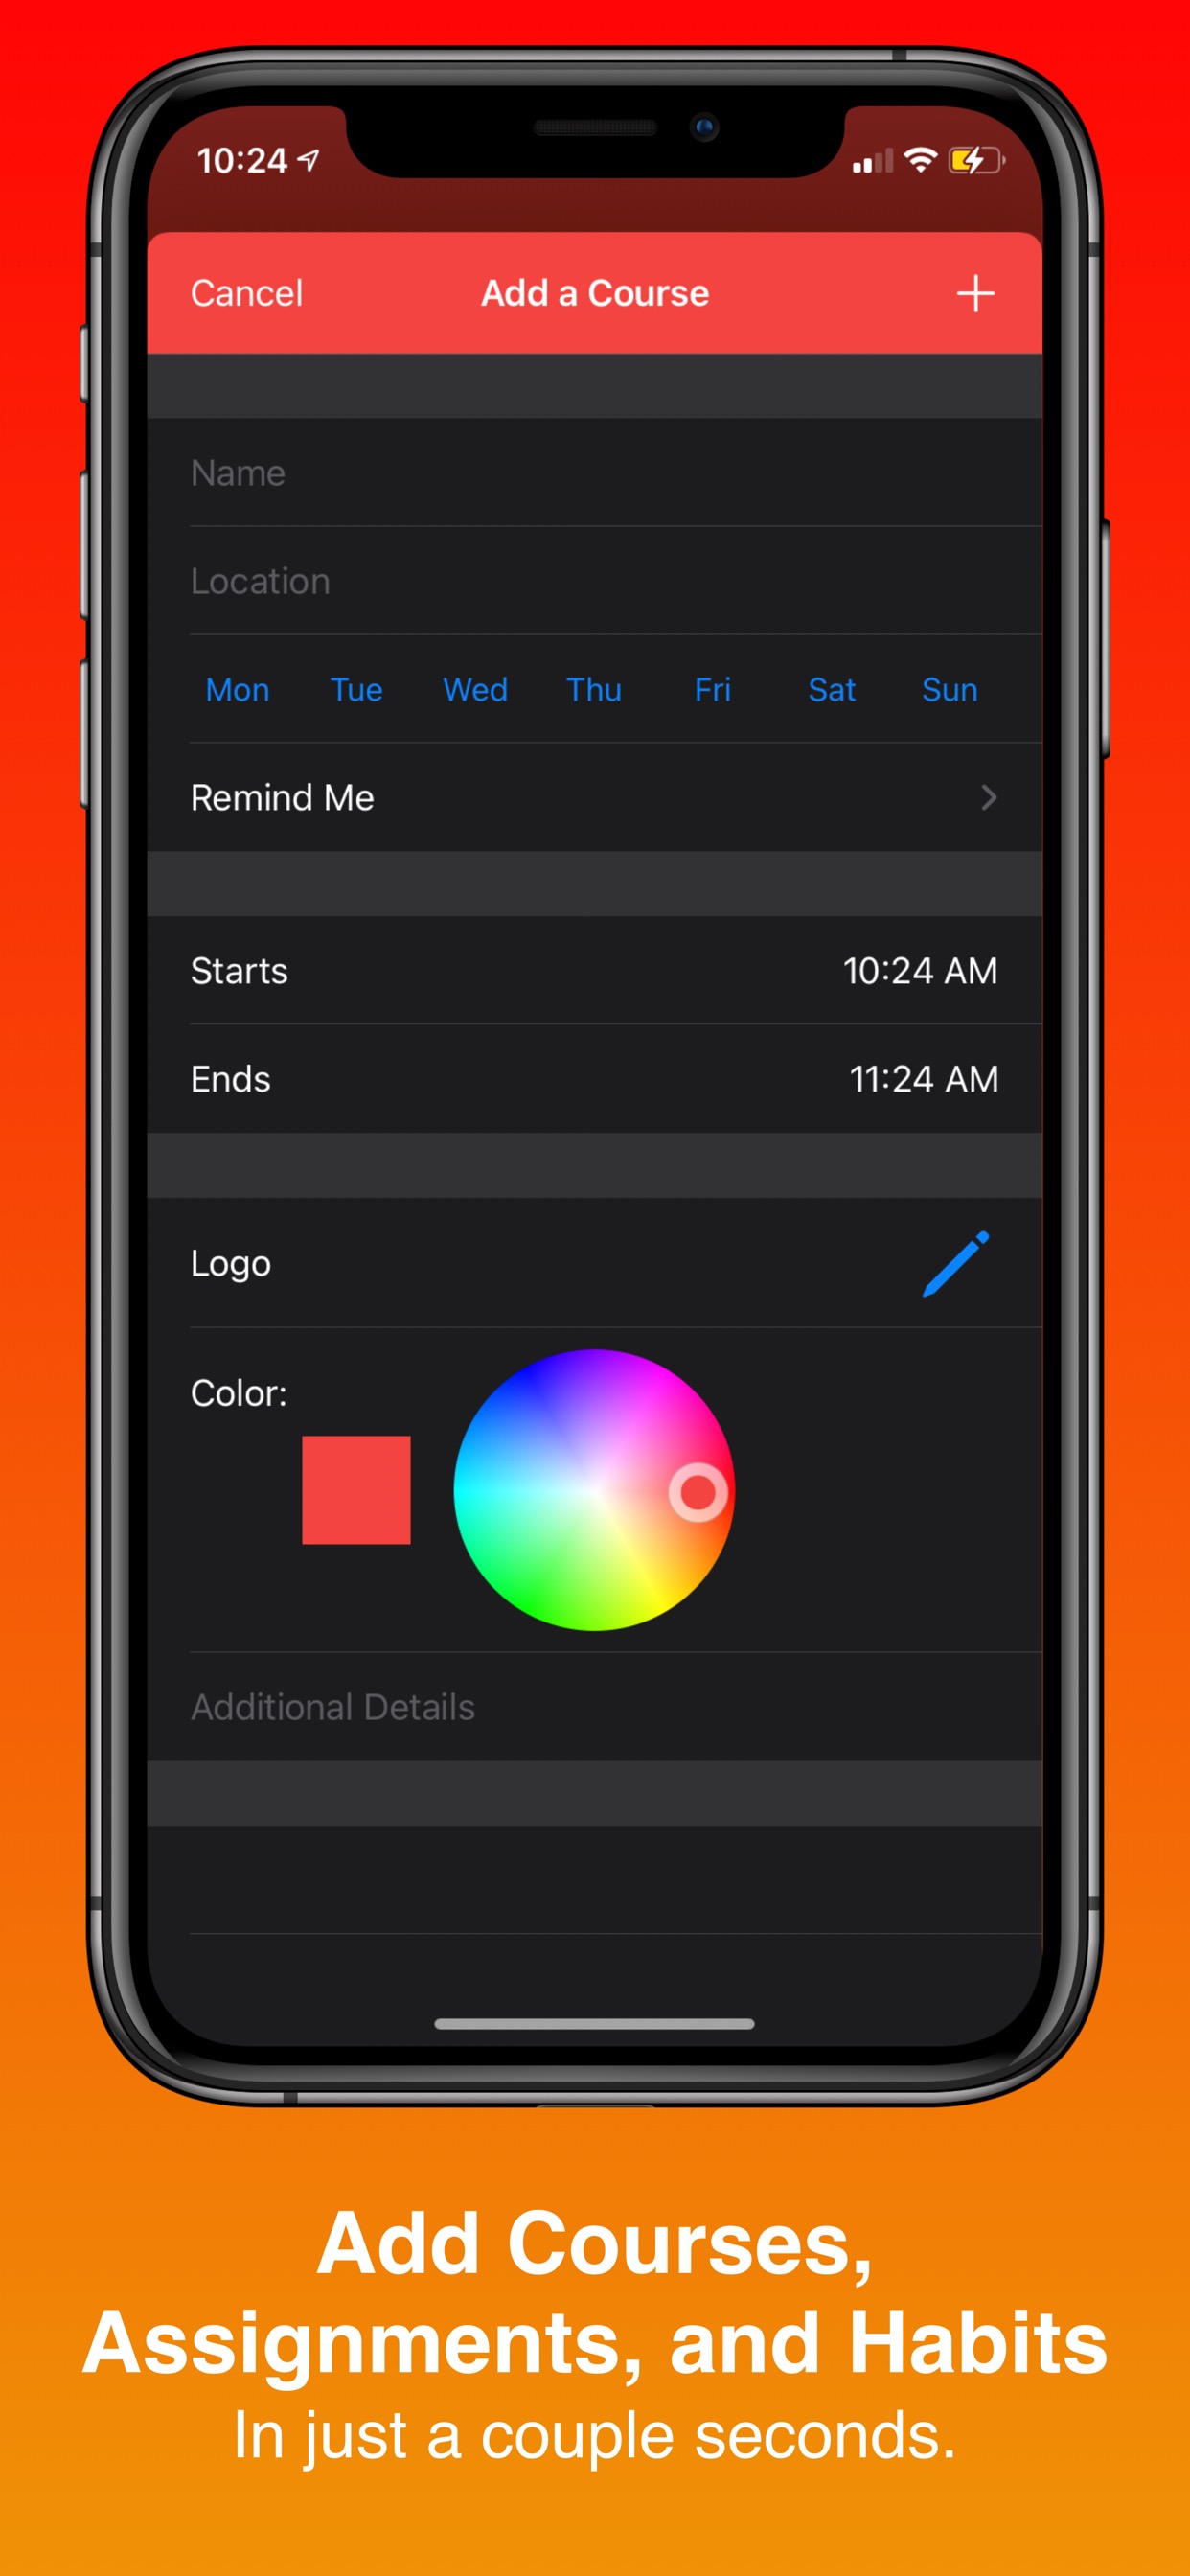 10:24
Cancel Add a Course +
Name
Location
Mon Tue Wed Thu Fri Sat Sun
Remind Me
Starts 10:24 AM
Ends 11:24 AM
Logo
Color:
Additional Details
Add Courses,
Assignments, and Habits
In just a couple seconds.